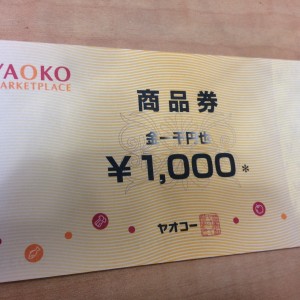 YAOKO
MARKETPLACE
商品券
金一千円也
¥1,000*
ヤオコー